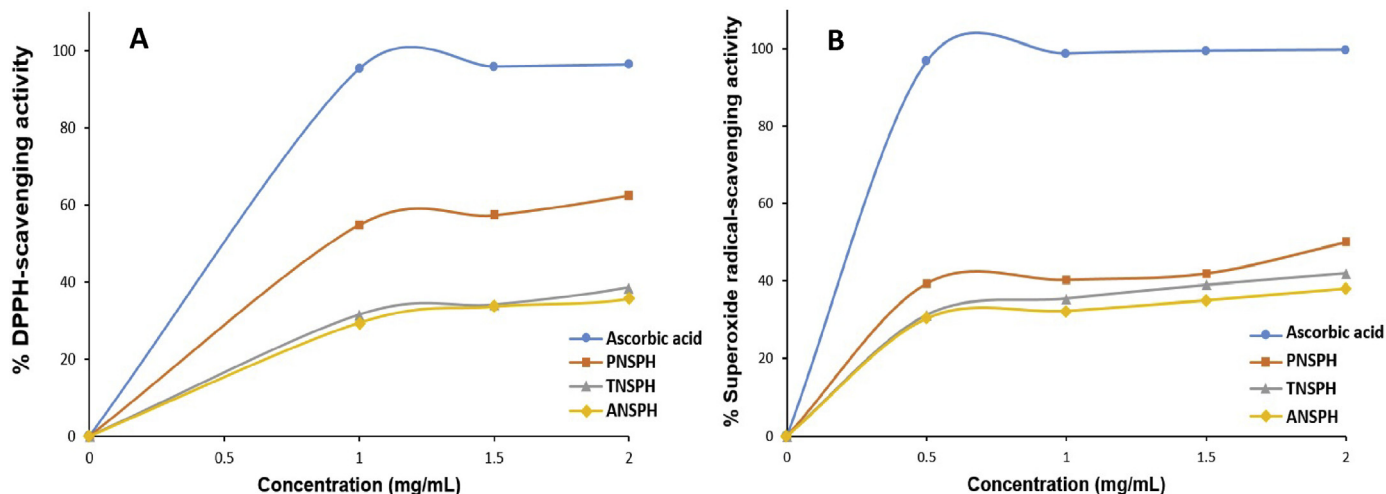 A
% DPPH-scavenging activity
100
80
60
40
20
0
0 0.5 1 1.5 2
Concentration (mg/mL)
Ascorbic acid
PNSPH
TNSPH
ANSPH
B
% Superoxide radical-scavenging activity
100
80
60
40
20
0
0 0.5 1 1.5 2
Concentration (mg/mL)
Ascorbic acid
PNSPH
TNSPH
ANSPH